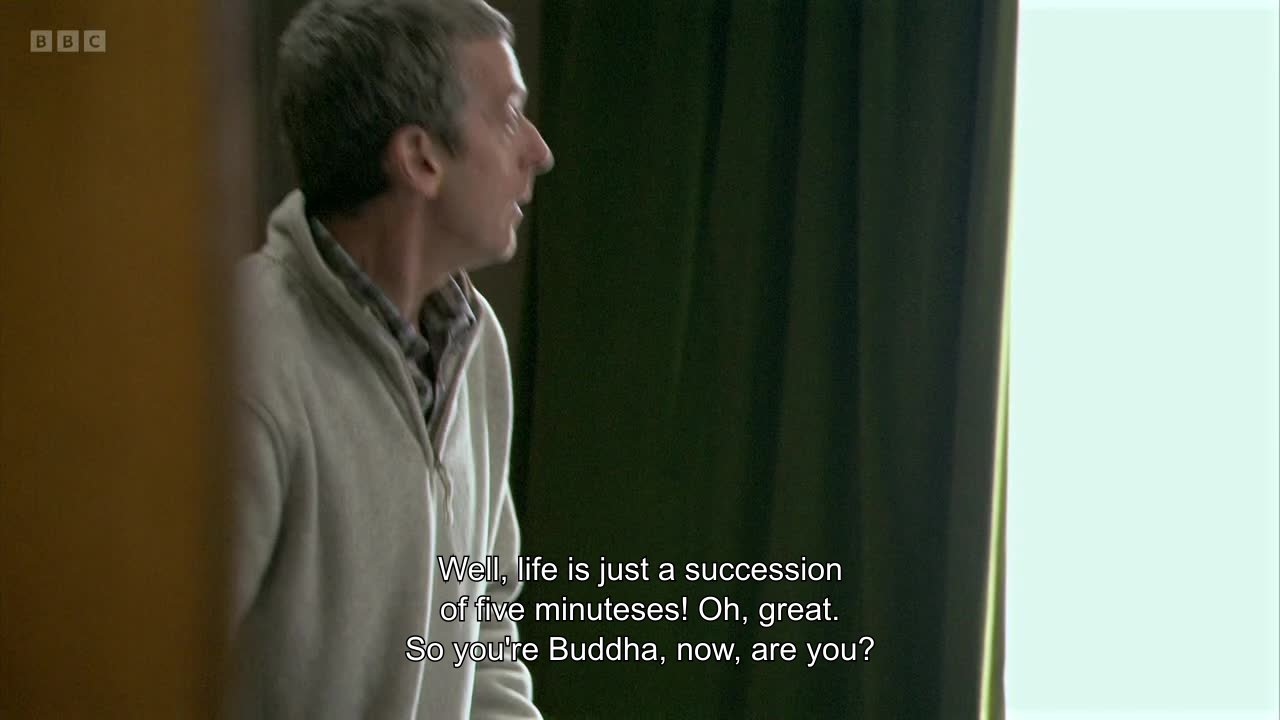 BBC
Well, life is just a succession
of five minuteses! Oh, great.
So you're Buddha, now, are you?